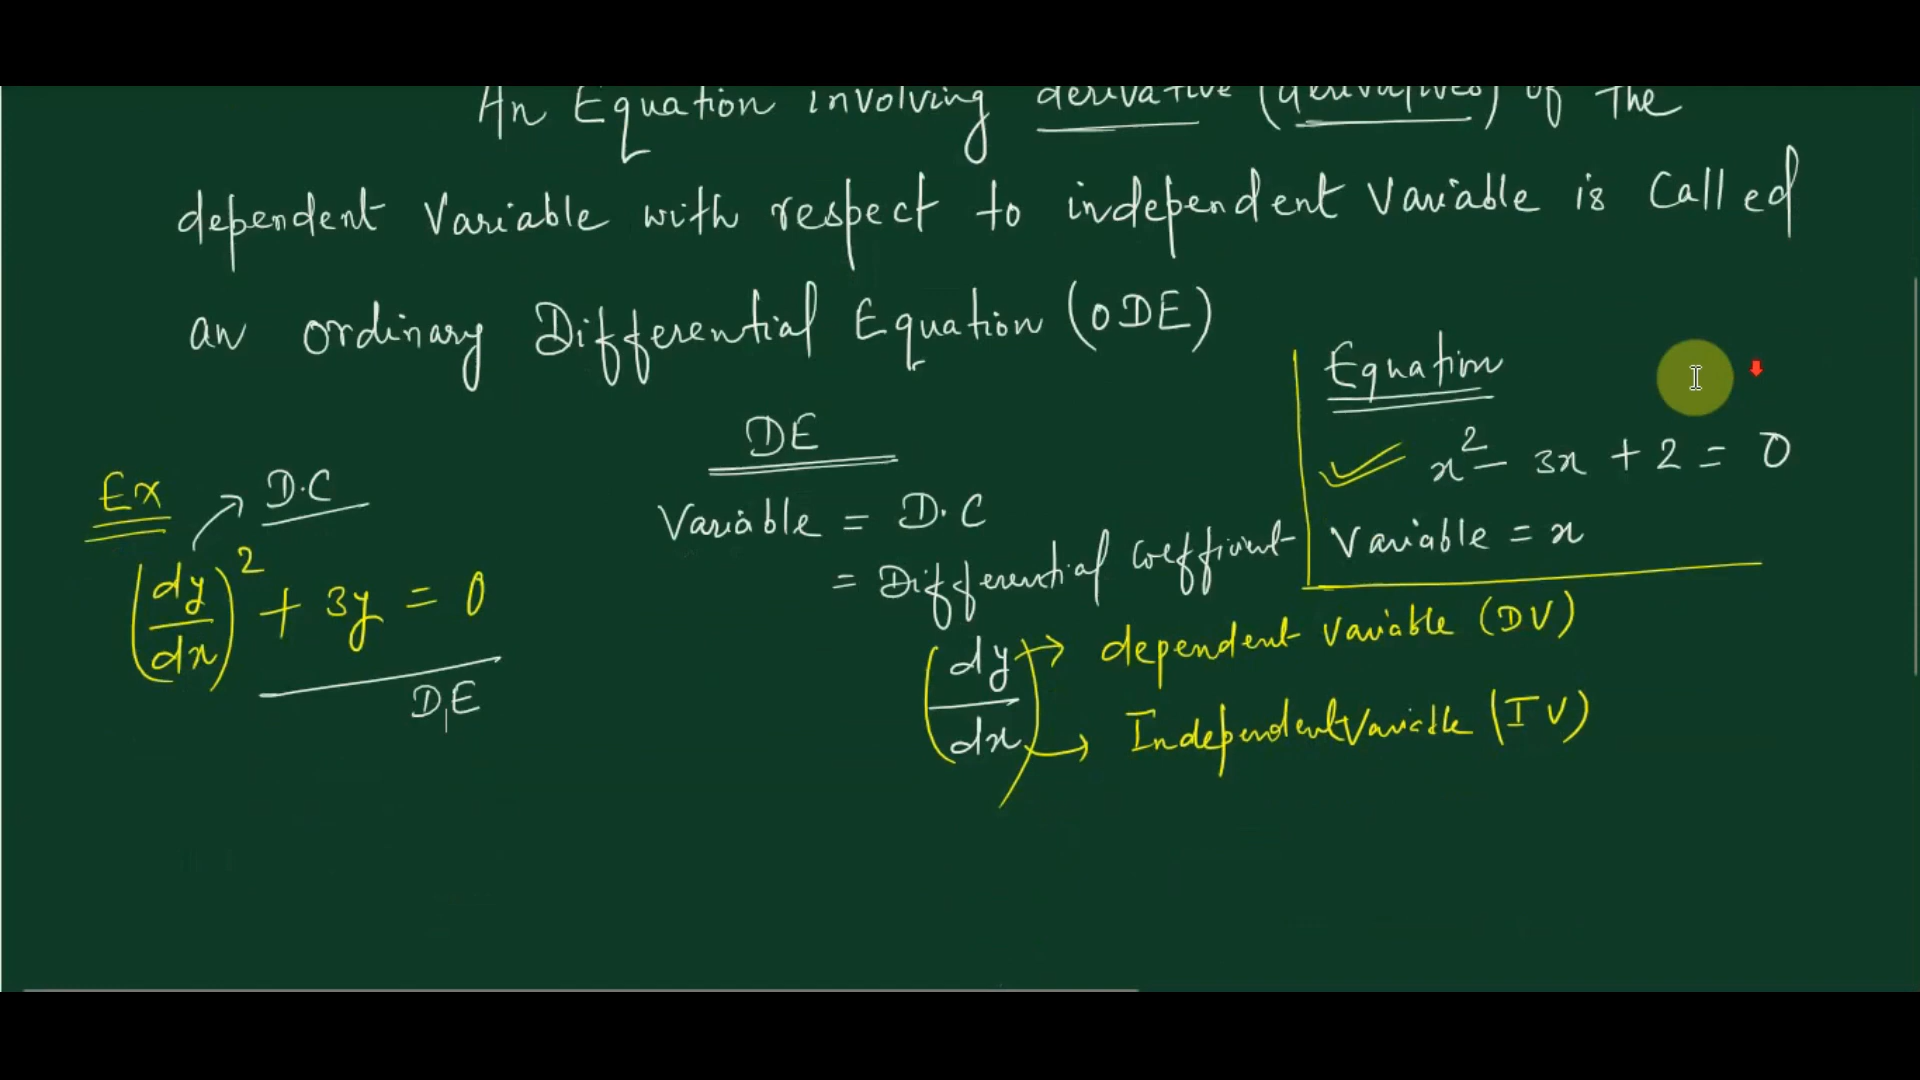 An Equation involving derivative (derivatives) of The
dependent Variable with respect to independent Variable is Called
an ordinary Differential Equation (ODE)
Equation
x² - 3x + 2 = 0
Variable = x
DE
Variable = D.C
= Differential Coefficient
dy/dx
→ dependent Variable (DV)
→ Independent Variable (IV)
Ex
→ D.C
(dy/dx)² + 3y = 0
D,E